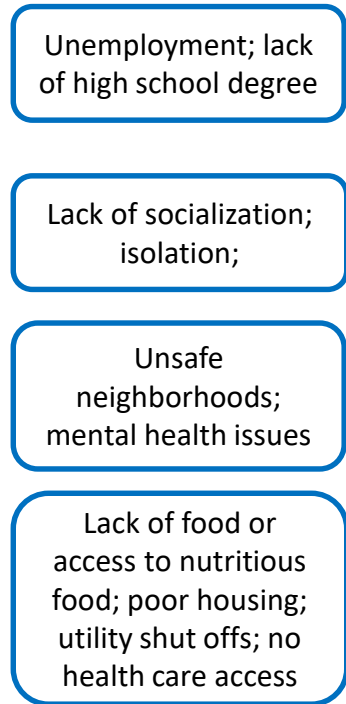 Unemployment; lack
of high school degree
Lack of socialization;
isolation;
Unsafe
neighborhoods;
mental health issues
Lack of food or
access to nutritious
food; poor housing;
utility shut offs; no
health care access